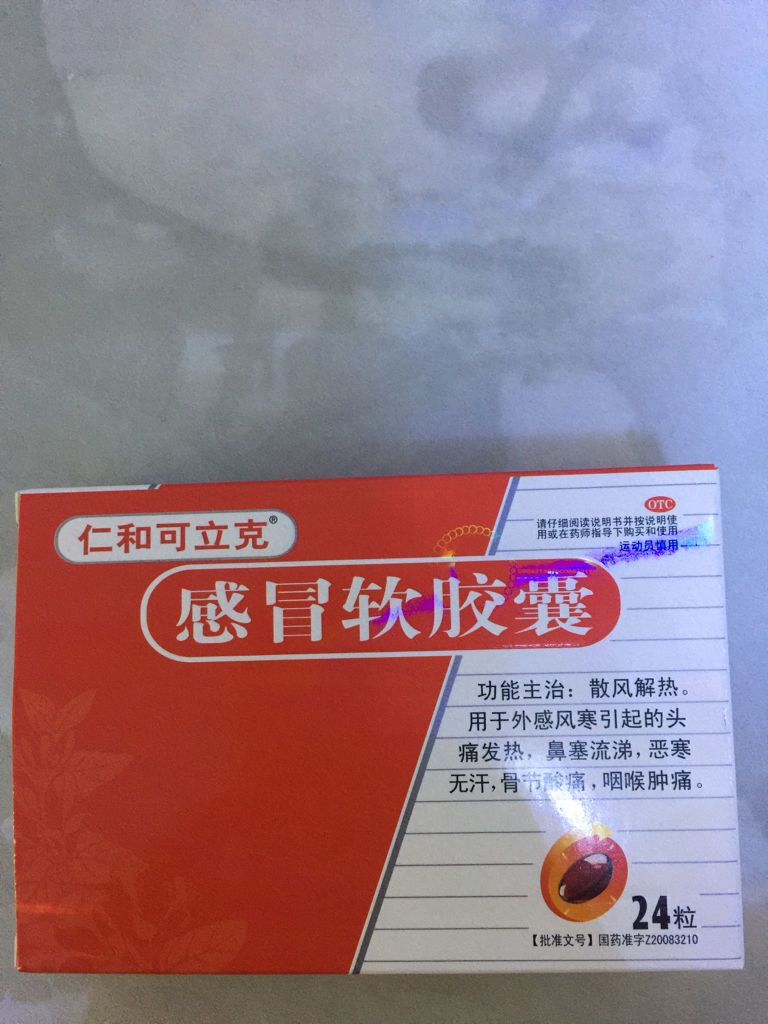 仁和可立克®
OTC
请仔细阅读说明书并按说明使
用或在药师指导下购买和使用
运动员慎用
感冒软胶囊
功能主治：散风解热。
用于外感风寒引起的头
痛发热，鼻塞流涕，恶寒
无汗，骨节酸痛，咽喉肿痛。
24粒
【批准文号】国药准字Z20083210